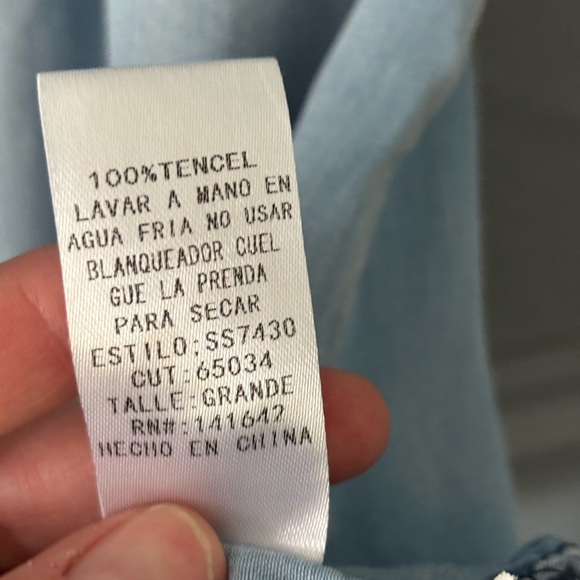 100%TENCEL
LAVAR A MANO EN
AGUA FRIA NO USAR
BLANQUEADOR CUEL
GUE LA PRENDA
PARA SECAR
ESTILO:SS7430
CUT:65034
TALLE:GRANDE
RN#:141647
HECHO EN CHINA